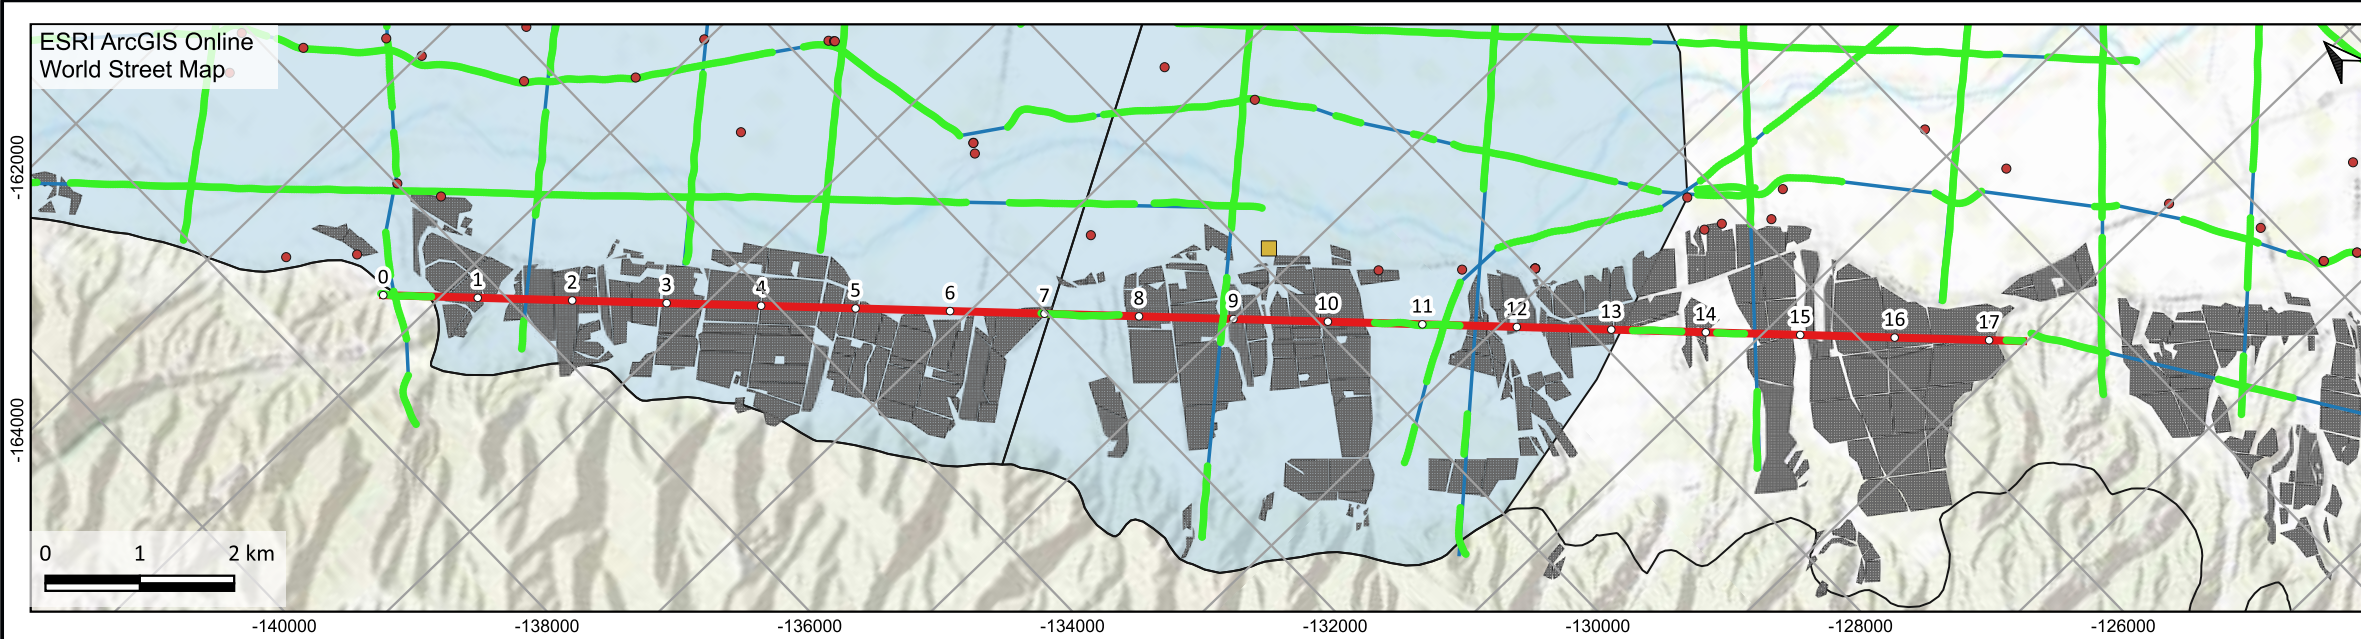 ESRI ArcGIS Online
World Street Map
-162000
-164000
0 1 2 3 4 5 6 7 8 9 10 11 12 13 14 15 16 17
0 1 2 km
-140000 -138000 -136000 -134000 -132000 -130000 -128000 -126000